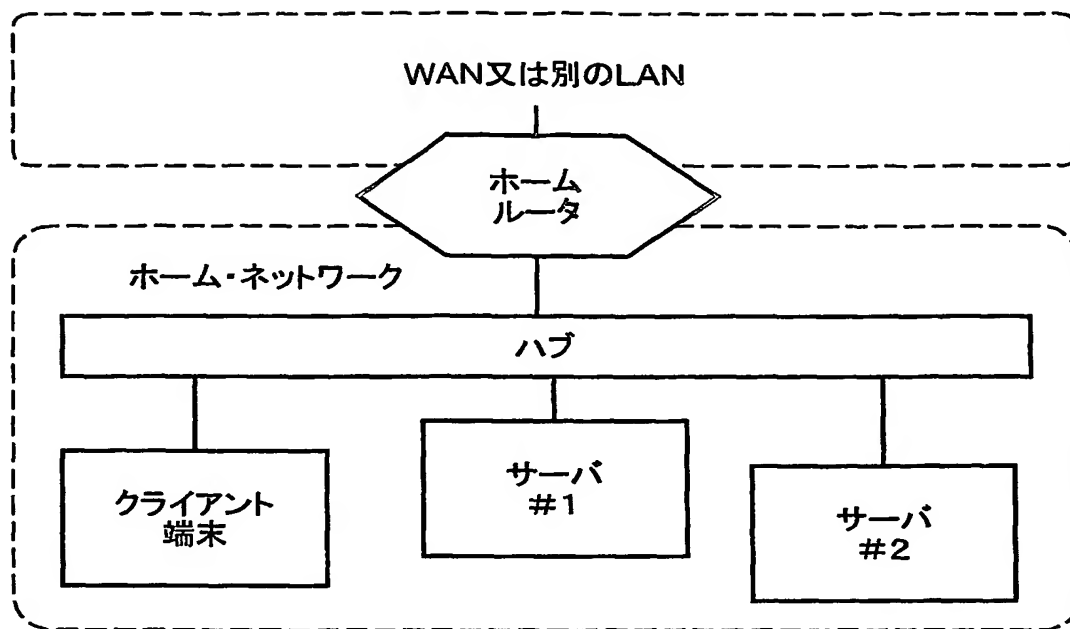 WAN又は別のLAN
ホーム
ルータ
ホーム・ネットワーク
ハブ
クライアント
端末
サーバ
#1
サーバ
#2